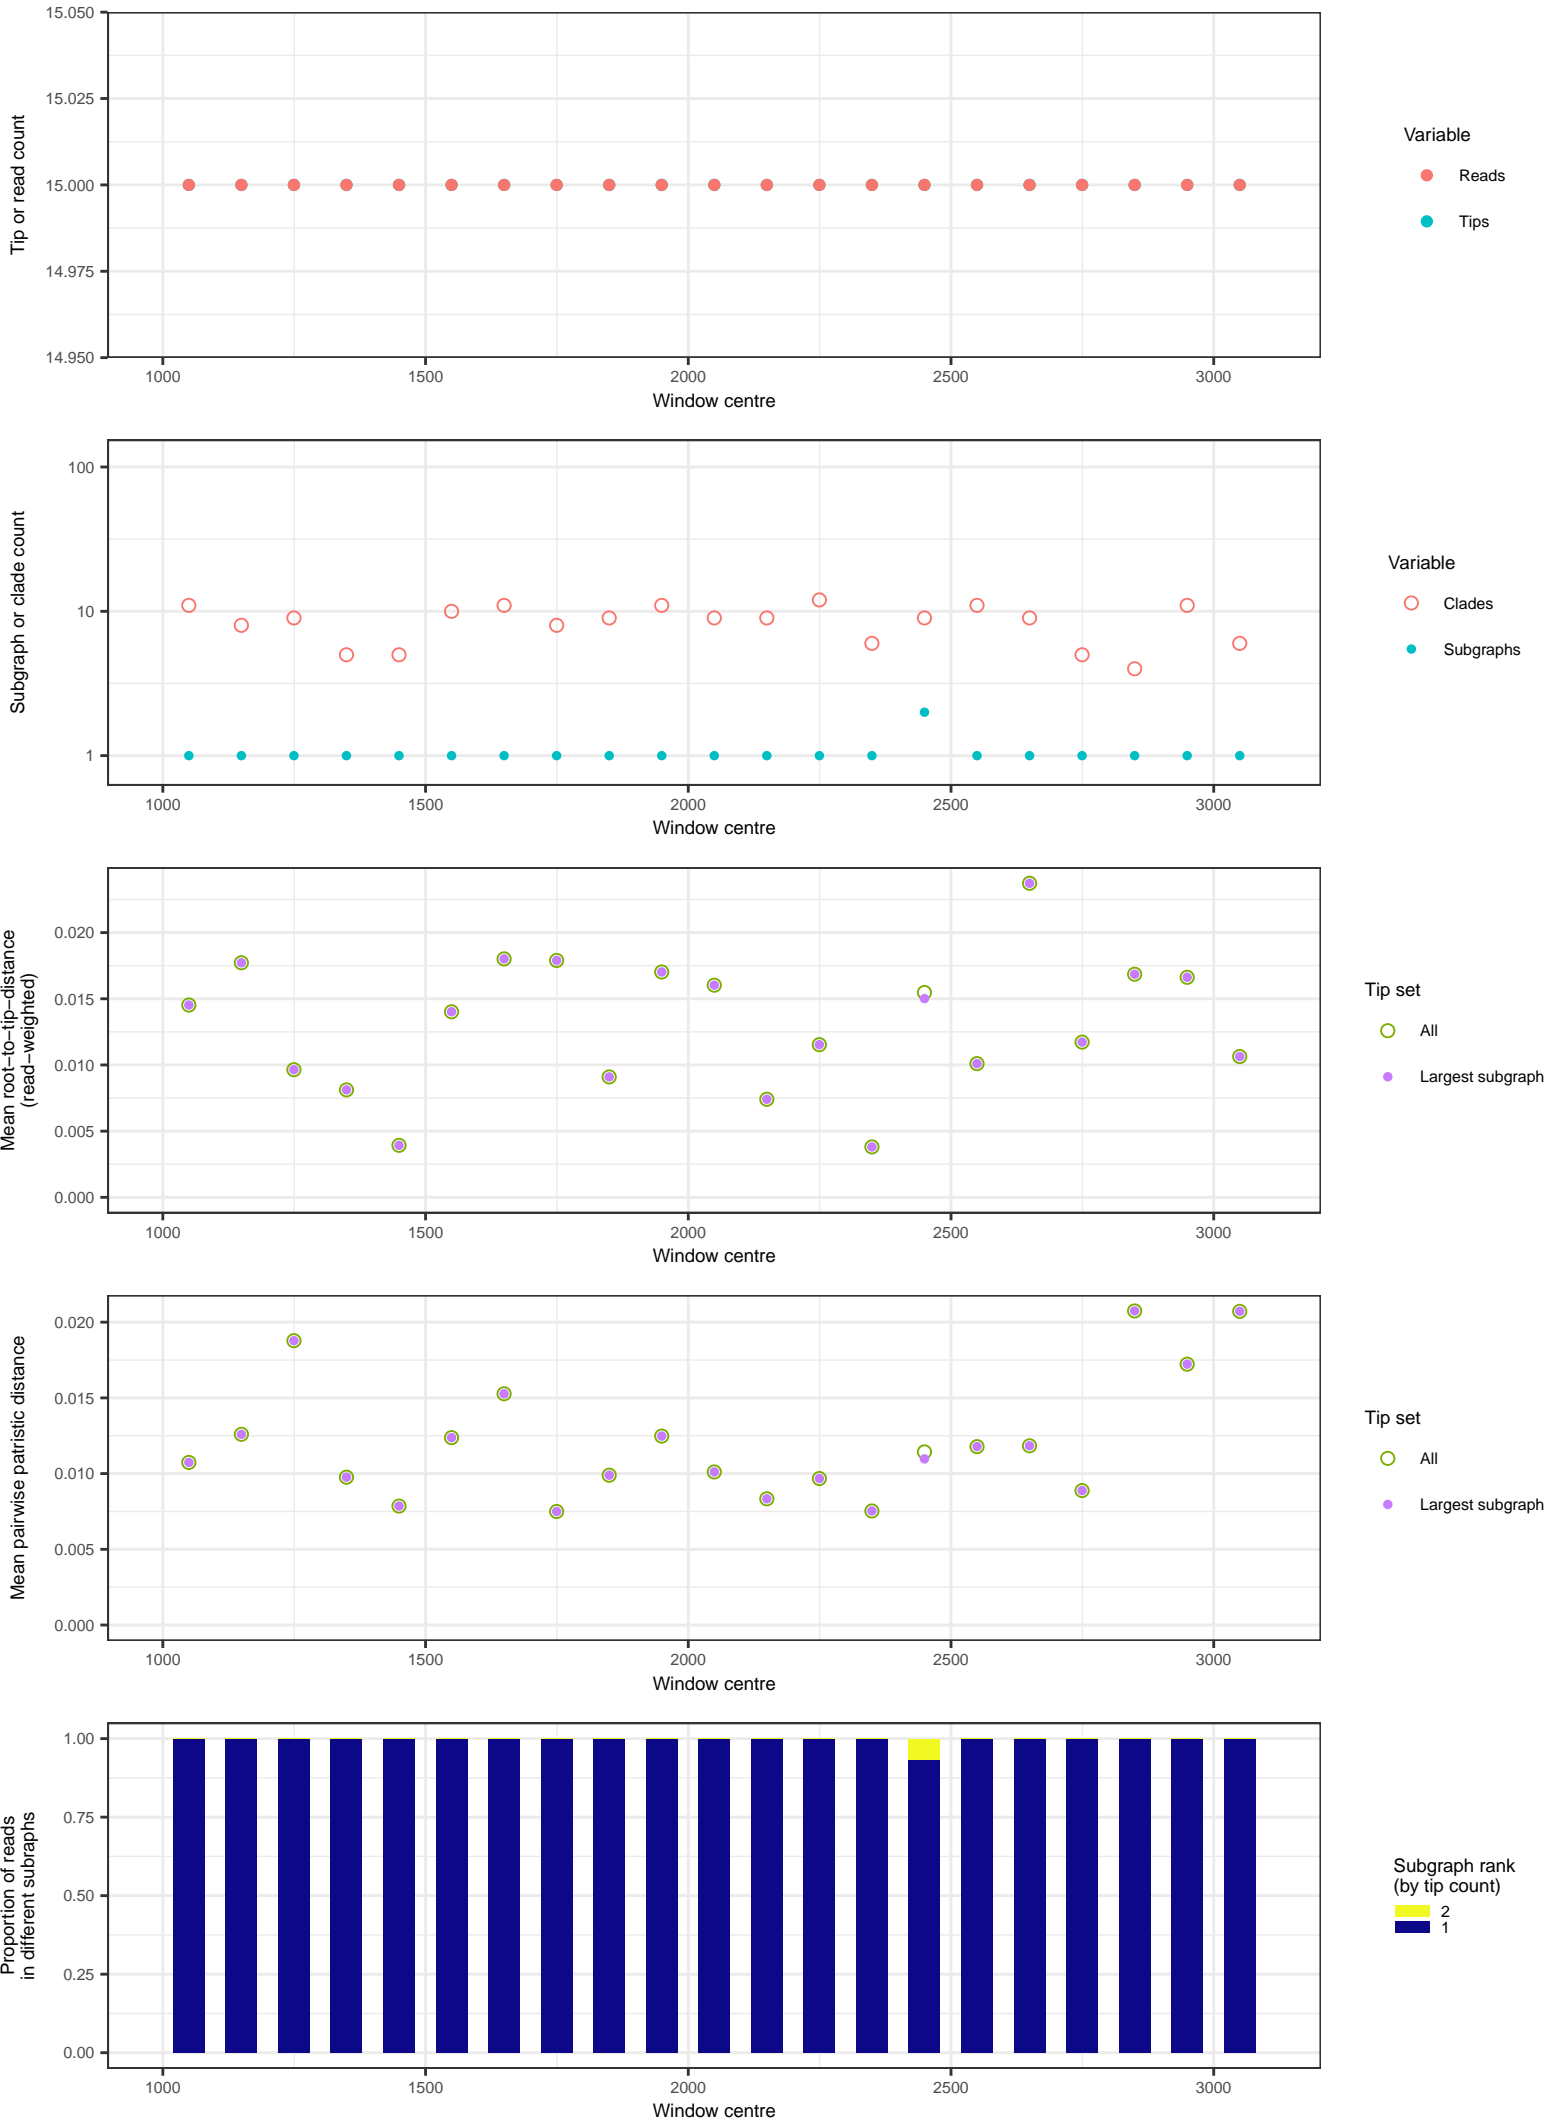 15.050
15.025
15.000
14.975
14.950
Tip or read count
1000 1500 2000 2500 3000
Window centre
Variable
Reads
Tips
100
10
1
Subgraph or clade count
1000 1500 2000 2500 3000
Window centre
Variable
Clades
Subgraphs
0.020
0.015
0.010
0.005
0.000
Mean root−to−tip−distance
(read−weighted)
1000 1500 2000 2500 3000
Window centre
Tip set
All
Largest subgraph
0.020
0.015
0.010
0.005
0.000
Mean pairwise patristic distance
1000 1500 2000 2500 3000
Window centre
Tip set
All
Largest subgraph
1.00
0.75
0.50
0.25
0.00
Proportion of reads
in different subraphs
1000 1500 2000 2500 3000
Window centre
Subgraph rank
(by tip count)
2
1